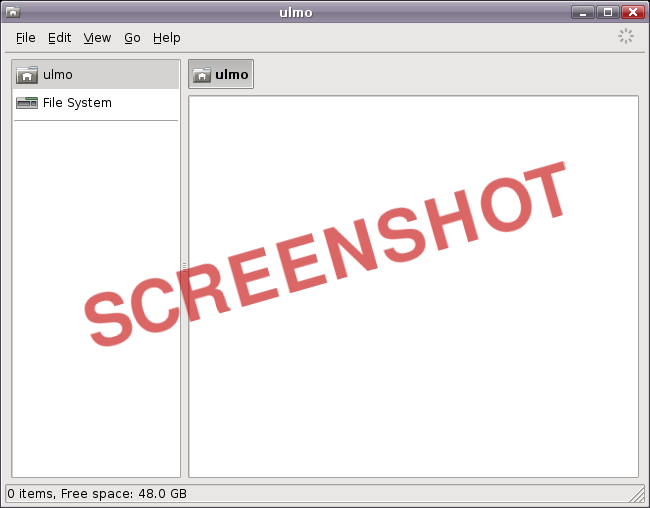 ulmo
File Edit View Go Help
ulmo
ulmo
File System
SCREENSHOT
0 items, Free space: 48.0 GB